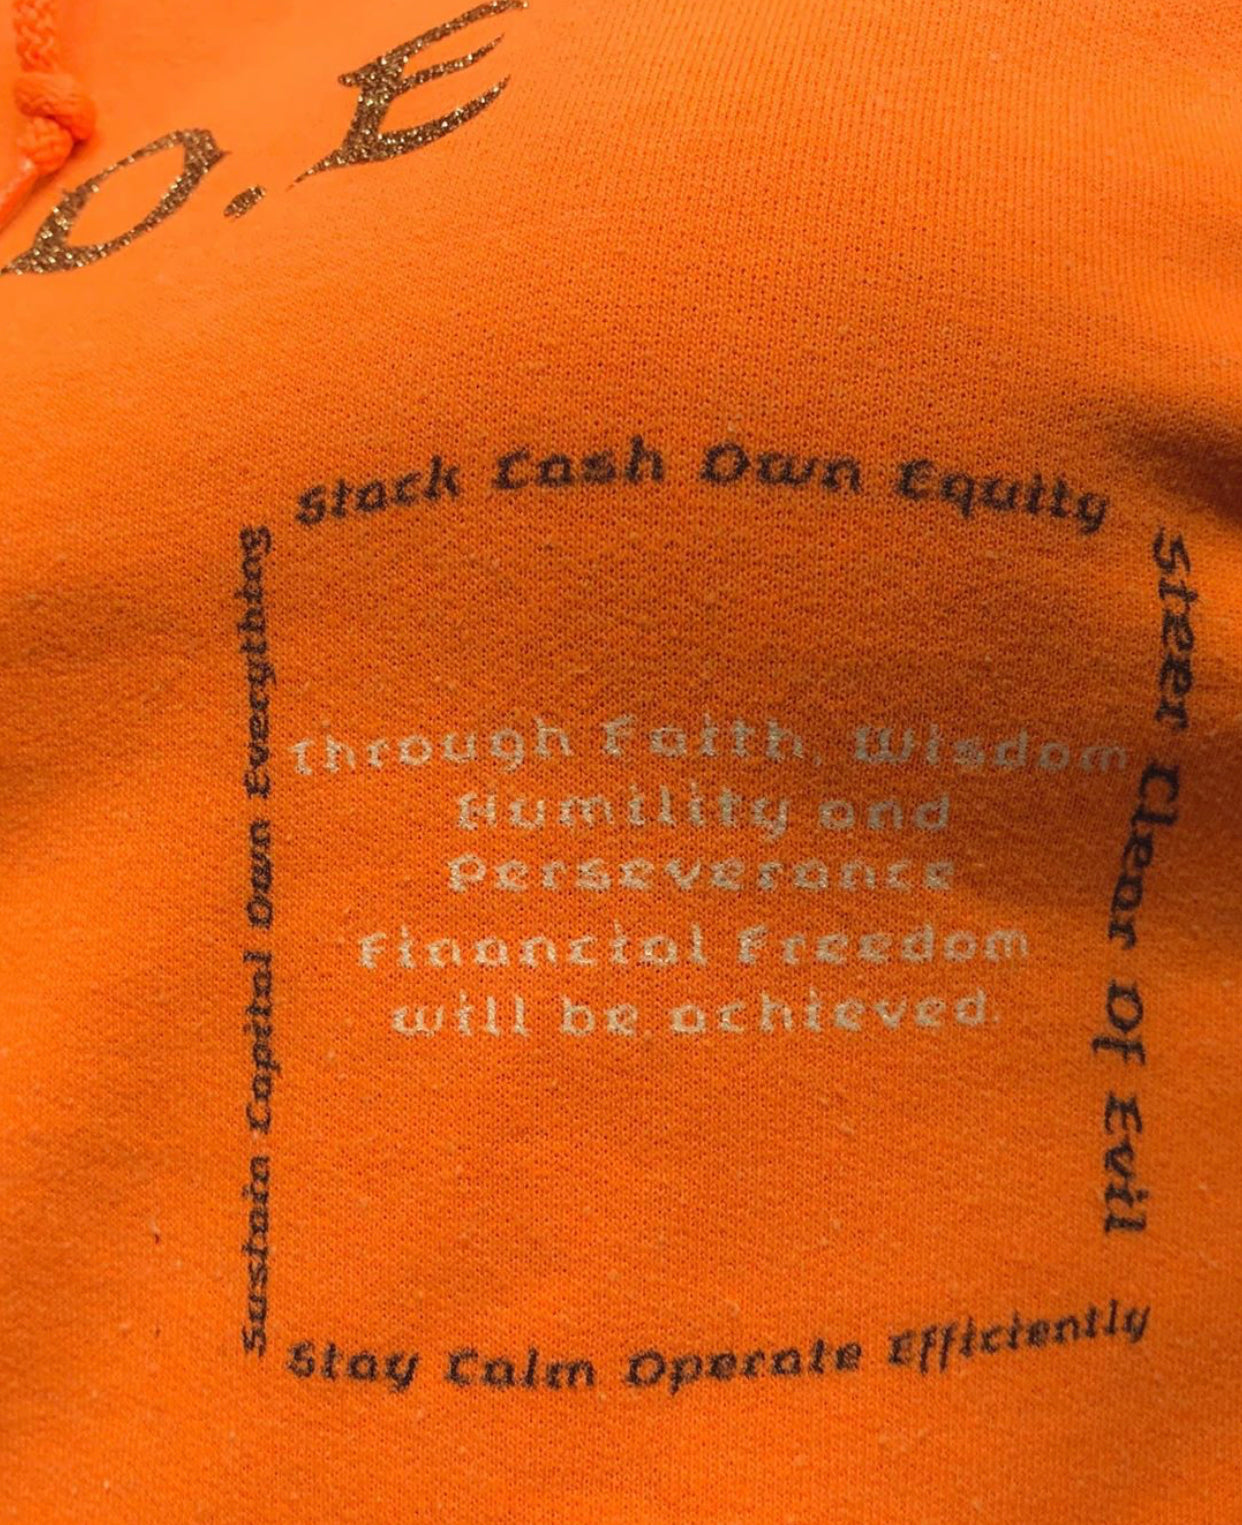 O.E
Stack Cash Own Equity
Steer Clear Of Evil
Sustain Capital Own Everything
Through Faith, Wisdom
Humility and
Perseverance
Financial Freedom
will be achieved.
Stay Calm Operate Efficiently